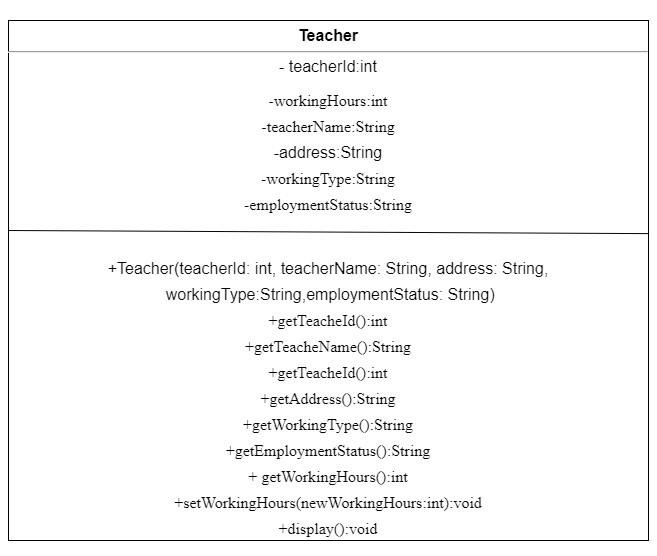 Teacher
- teacherId:int
-workingHours:int
-teacherName:String
-address:String
-workingType:String
-employmentStatus:String
+Teacher(teacherId: int, teacherName: String, address: String,
workingType:String,employmentStatus: String)
+getTeacheId():int
+getTeacheName():String
+getTeacheId():int
+getAddress():String
+getWorkingType():String
+getEmploymentStatus():String
+ getWorkingHours():int
+setWorkingHours(newWorkingHours:int):void
+display():void